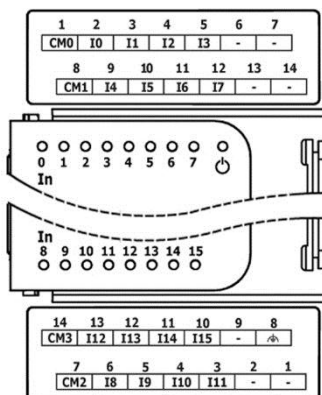 1 2 3 4 5 6 7
CM0 I0 I1 I2 I3 - -
8 9 10 11 12 13 14
CM1 I4 I5 I6 I7 - -
0 1 2 3 4 5 6 7
In
In
8 9 10 11 12 13 14 15
14 13 12 11 10 9 8
CM3 I12 I13 I14 I15 -
7 6 5 4 3 2 1
CM2 I8 I9 I10 I11 - -